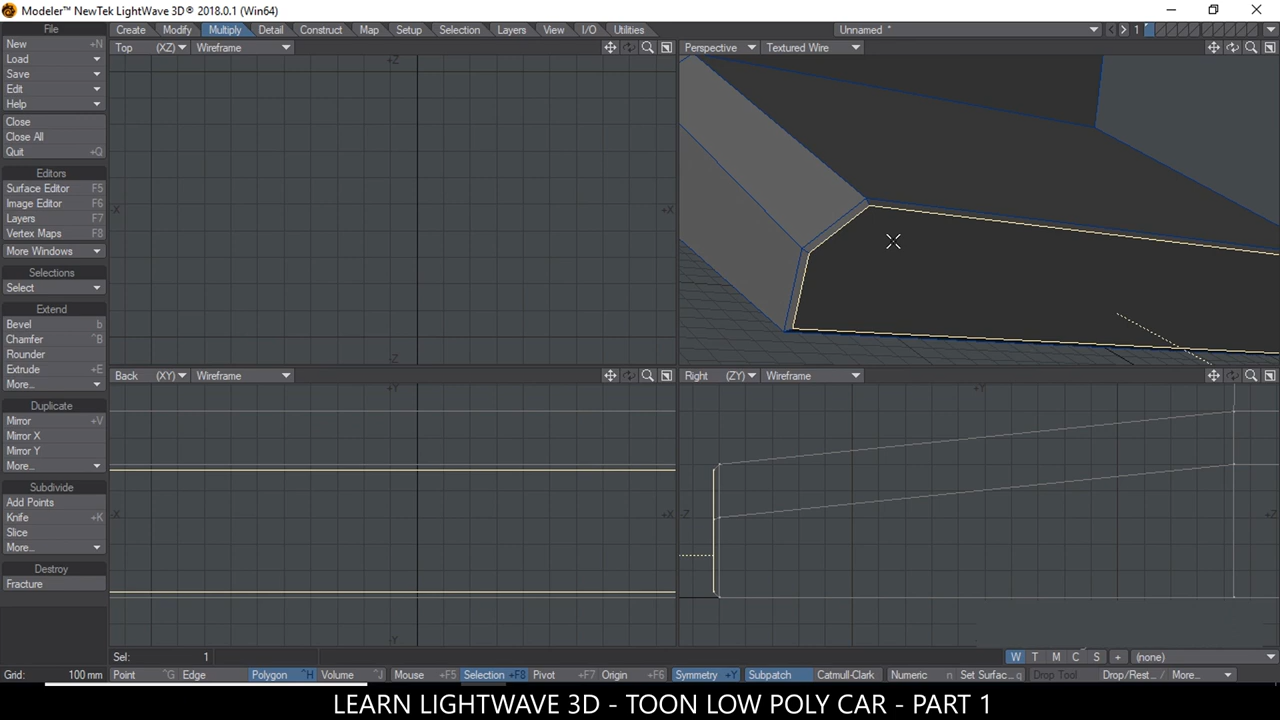 Modeler™ NewTek LightWave 3D® 2018.0.1 (Win64)
File Create Modify Multiply Detail Construct Map Setup Selection Layers View I/O Utilities Unnamed * 1
New +N Top (XZ) Wireframe Perspective Textured Wire
Load
Save
Edit
Help
Close
Close All
Quit +Q
Editors
Surface Editor F5
Image Editor F6
Layers F7
Vertex Maps F8
More Windows
Selections
Select
Extend
Bevel b
Chamfer ^B
Rounder
Extrude +E
More...
Duplicate
Mirror +V
Mirror X
Mirror Y
More...
Subdivide
Add Points
Knife +K
Slice
More...
Destroy
Fracture
+Z
-X +X
-Z
Back (XY) Wireframe Right (ZY) Wireframe
+Y +Y
-X +X -Z +Z
-Y
Sel: 1 W T M C S + (none)
Grid: 100 mm Point ^G Edge Polygon ^H Volume ^J Mouse +F5 Selection +F8 Pivot +F7 Origin +F6 Symmetry +Y Subpatch Catmull-Clark Numeric n Set Surfac... q Drop Tool Drop/Rest... / More...
LEARN LIGHTWAVE 3D - TOON LOW POLY CAR - PART 1